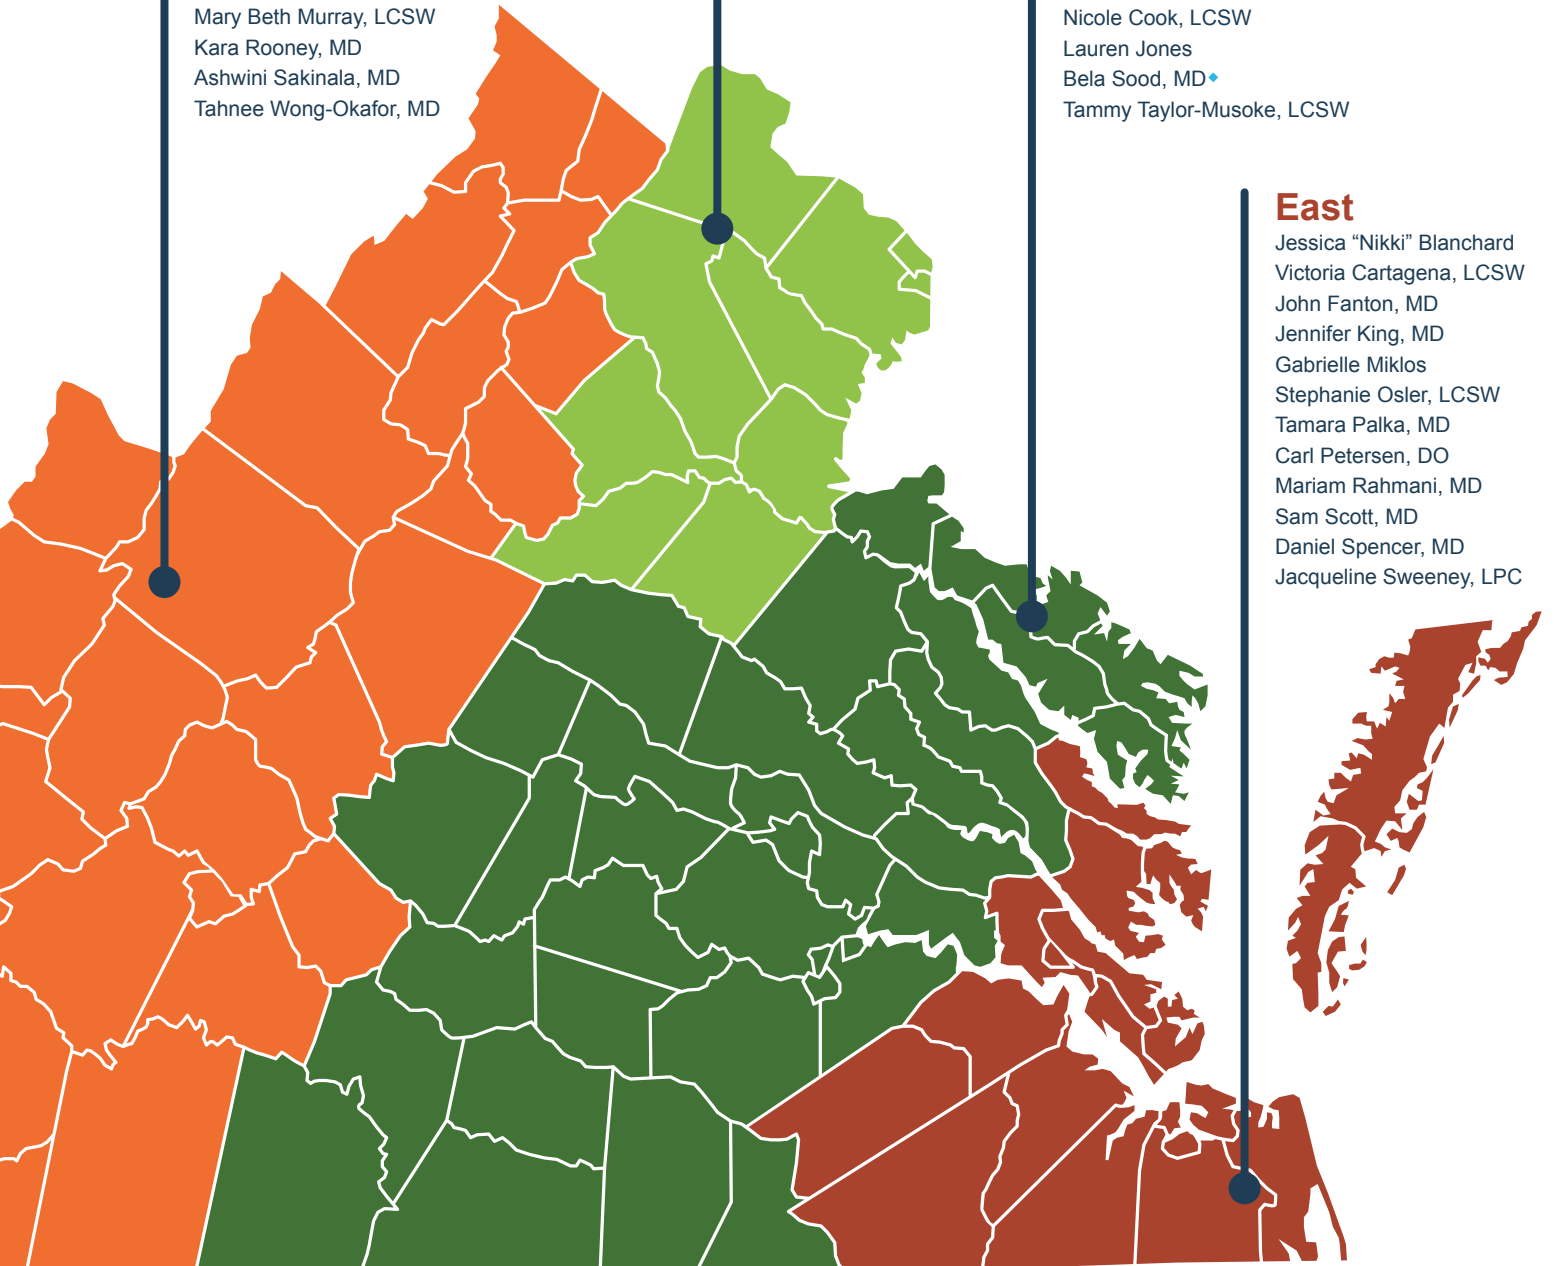 Mary Beth Murray, LCSW
Kara Rooney, MD
Ashwini Sakinala, MD
Tahnee Wong-Okafor, MD
Nicole Cook, LCSW
Lauren Jones
Bela Sood, MD◆
Tammy Taylor-Musoke, LCSW
East
Jessica “Nikki” Blanchard
Victoria Cartagena, LCSW
John Fanton, MD
Jennifer King, MD
Gabrielle Miklos
Stephanie Osler, LCSW
Tamara Palka, MD
Carl Petersen, DO
Mariam Rahmani, MD
Sam Scott, MD
Daniel Spencer, MD
Jacqueline Sweeney, LPC